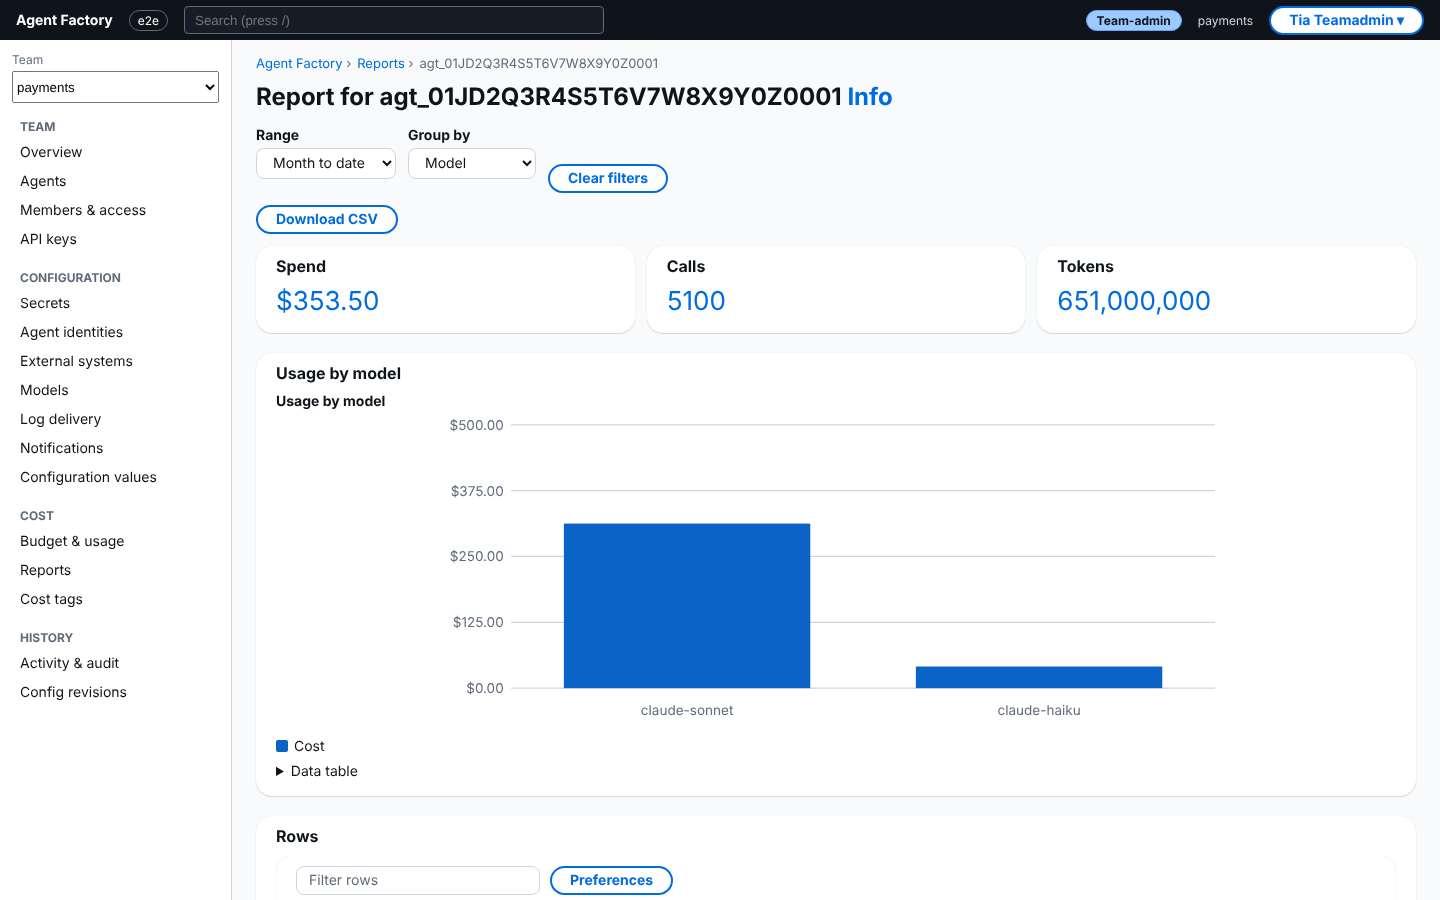 Agent Factory e2e Search (press /) Team-admin payments Tia Teamadmin ▾
Team
payments
TEAM
Overview
Agents
Members & access
API keys
CONFIGURATION
Secrets
Agent identities
External systems
Models
Log delivery
Notifications
Configuration values
COST
Budget & usage
Reports
Cost tags
HISTORY
Activity & audit
Config revisions
Agent Factory › Reports › agt_01JD2Q3R4S5T6V7W8X9Y0Z0001
Report for agt_01JD2Q3R4S5T6V7W8X9Y0Z0001 Info
Range Group by
Month to date Model Clear filters
Download CSV
Spend
$353.50
Calls
5100
Tokens
651,000,000
Usage by model
Usage by model
$500.00
$375.00
$250.00
$125.00
$0.00
claude-sonnet claude-haiku
Cost
Data table
Rows
Filter rows Preferences